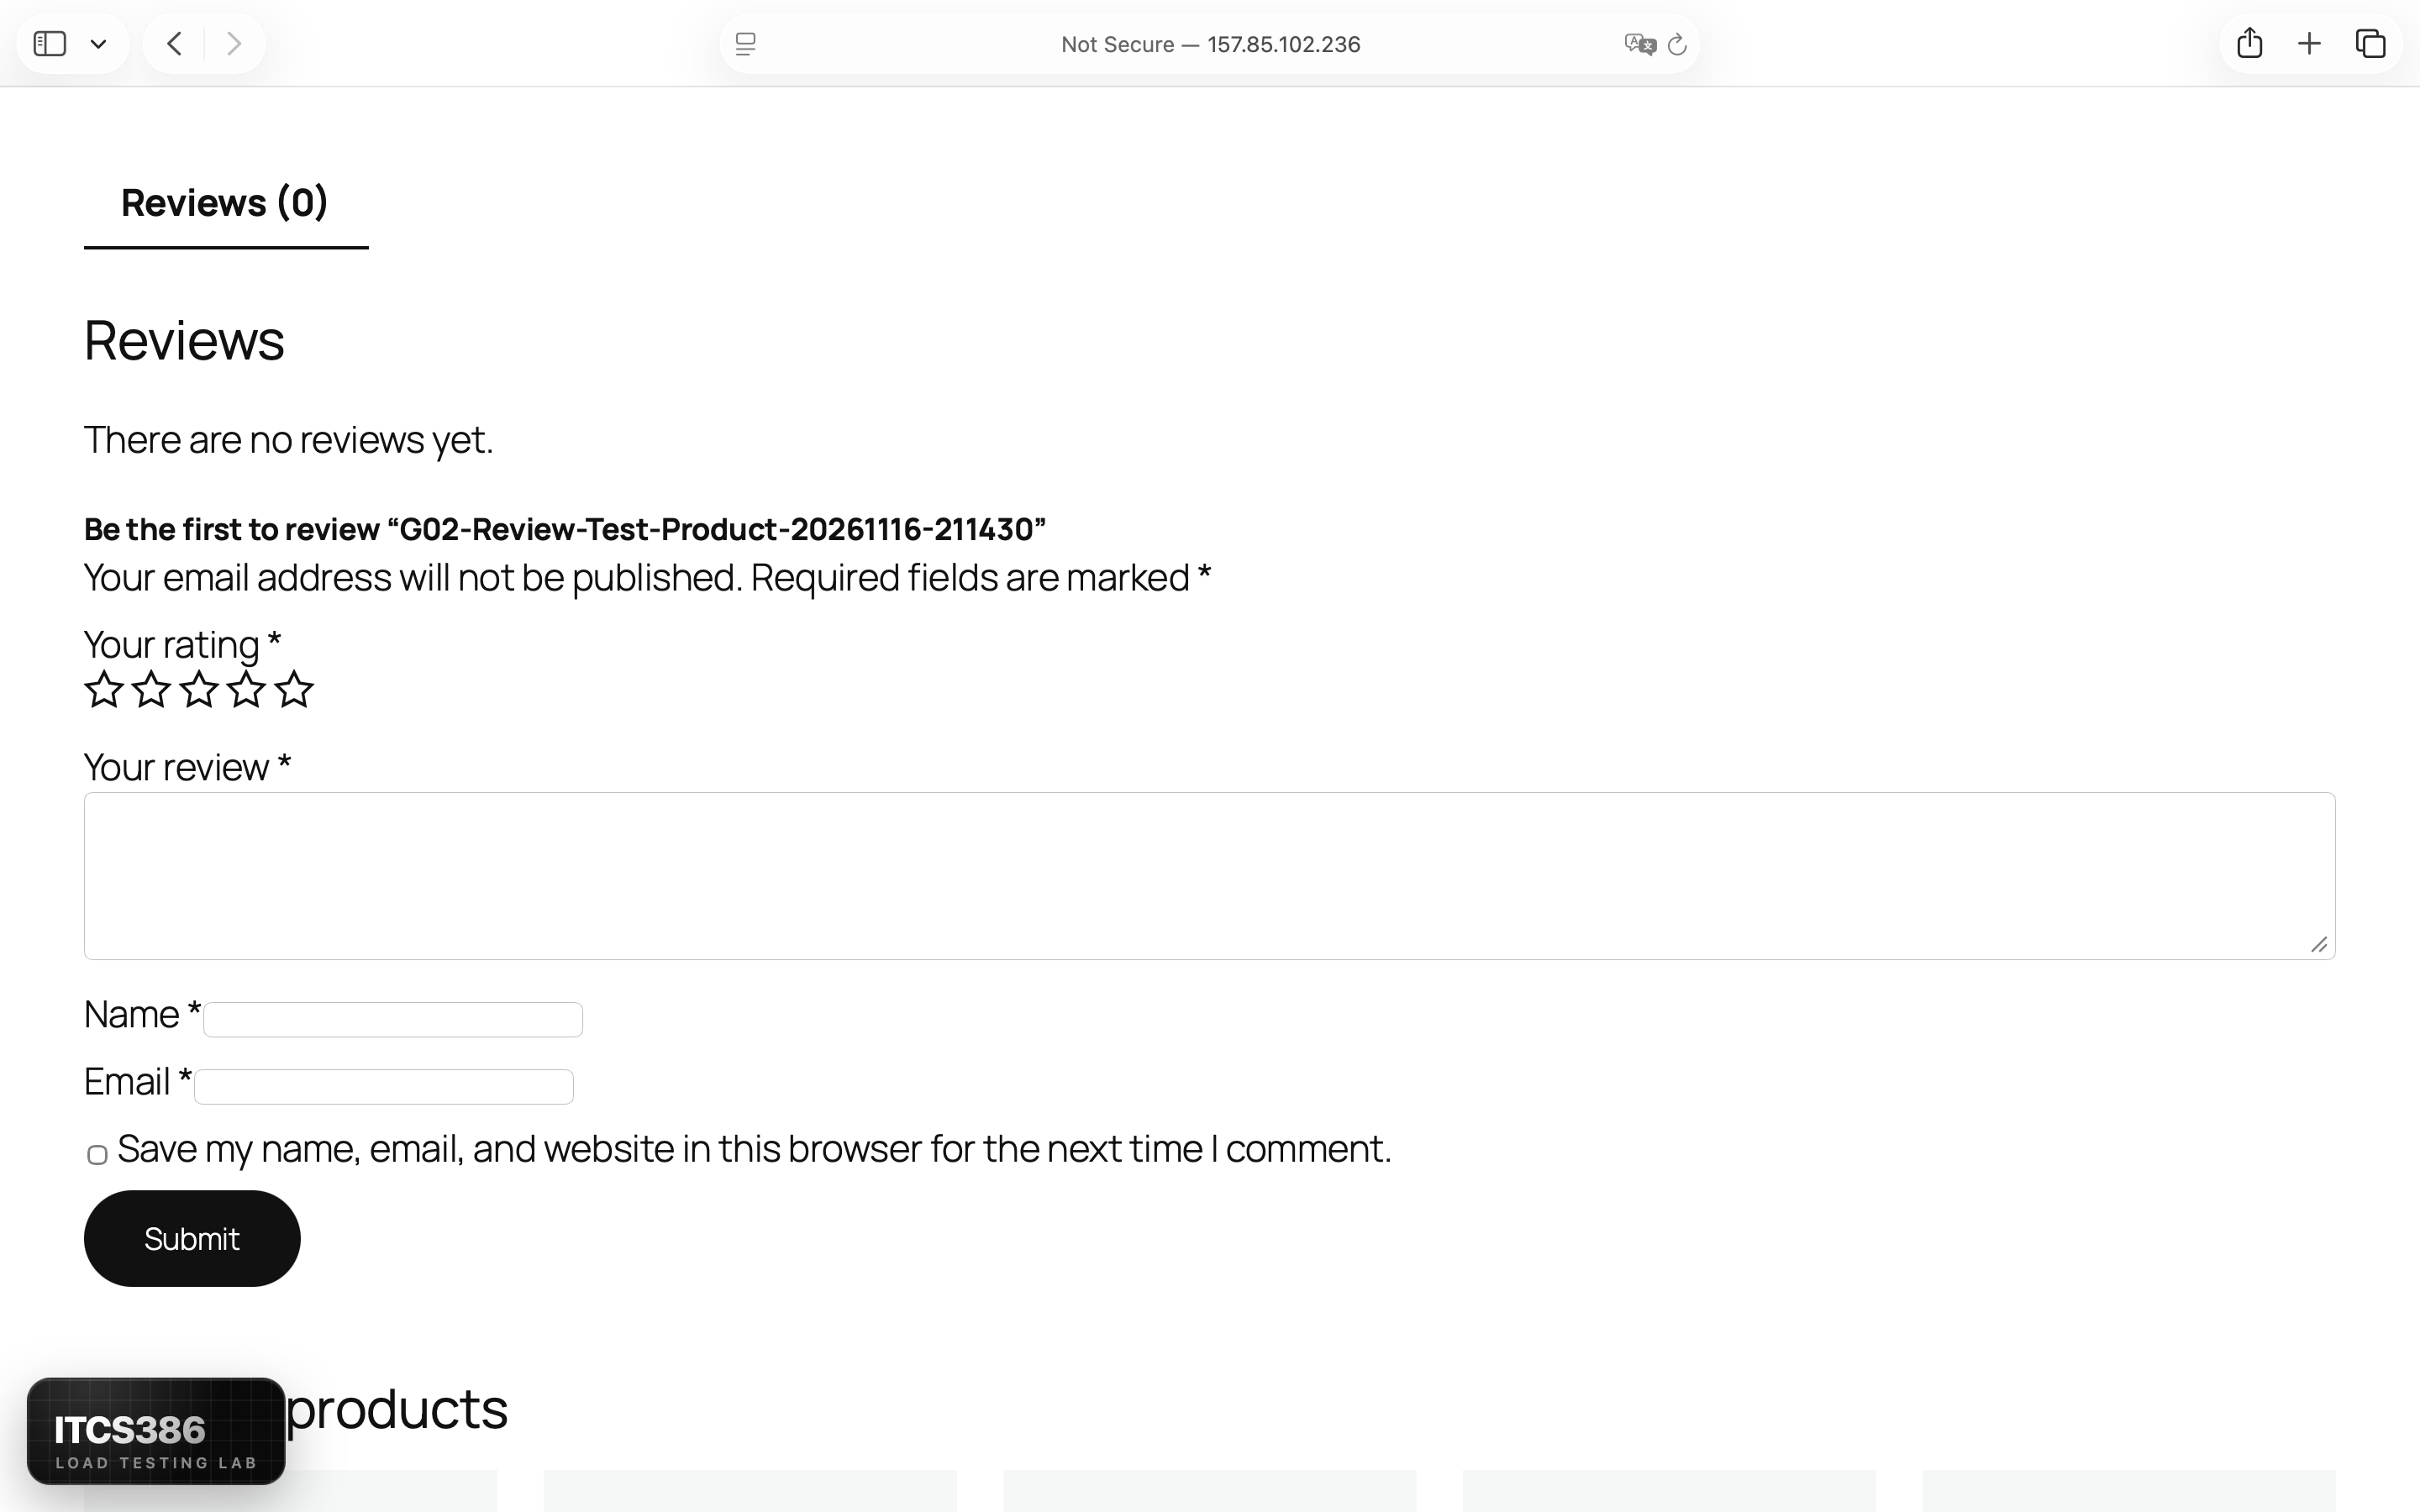 Not Secure — 157.85.102.236
Reviews (0)
Reviews
There are no reviews yet.
Be the first to review “G02-Review-Test-Product-20261116-211430”
Your email address will not be published. Required fields are marked *
Your rating *
Your review *
Name *
Email *
Save my name, email, and website in this browser for the next time I comment.
Submit
products
ITCS386
LOAD TESTING LAB